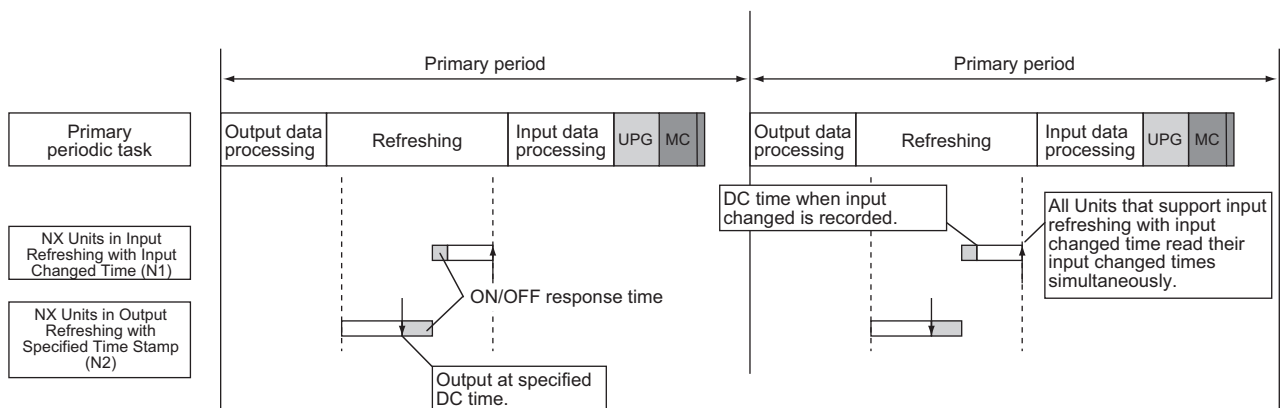 Primary period
Primary period
Primary
periodic task
Output data
processing
Refreshing
Input data
processing
UPG
MC
Output data
processing
Refreshing
Input data
processing
UPG
MC
DC time when input
changed is recorded.
All Units that support input
refreshing with input
changed time read their
input changed times
simultaneously.
NX Units in Input
Refreshing with Input
Changed Time (N1)
ON/OFF response time
NX Units in Output
Refreshing with
Specified Time Stamp
(N2)
Output at specified
DC time.